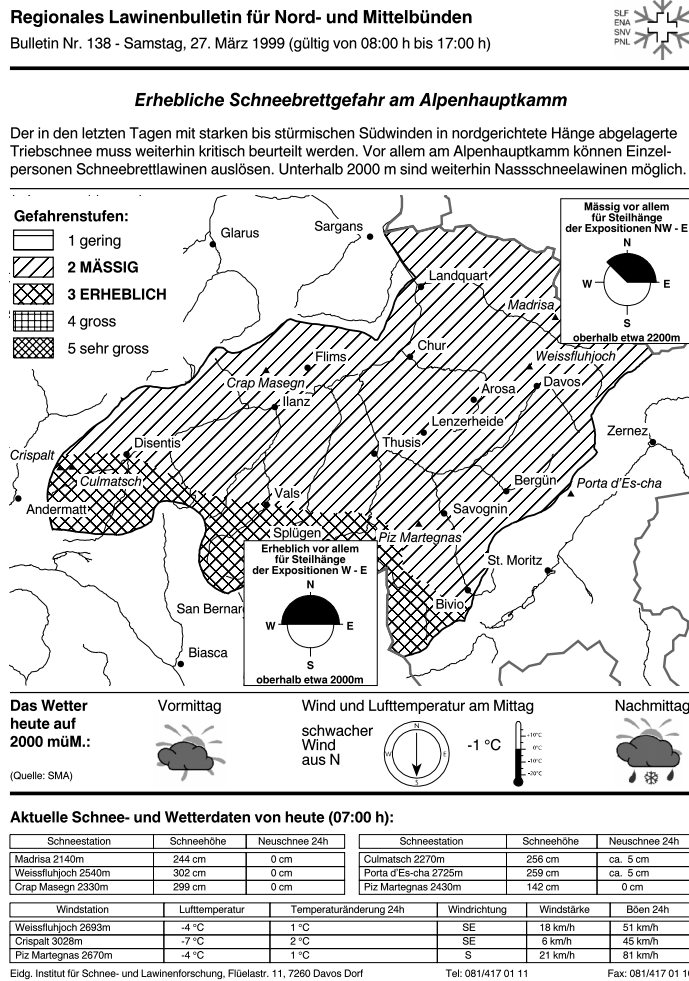 Regionales Lawinenbulletin für Nord- und Mittelbünden
Bulletin Nr. 138 - Samstag, 27. März 1999 (gültig von 08:00 h bis 17:00 h)
SLF
ENA
SNV
PNL
Erhebliche Schneebrettgefahr am Alpenhauptkamm
Der in den letzten Tagen mit starken bis stürmischen Südwinden in nordgerichtete Hänge abgelagerte
Triebschnee muss weiterhin kritisch beurteilt werden. Vor allem am Alpenhauptkamm können Einzel-
personen Schneebrettlawinen auslösen. Unterhalb 2000 m sind weiterhin Nassschneelawinen möglich.
Gefahrenstufen:
1 gering
2 MÄSSIG
3 ERHEBLICH
4 gross
5 sehr gross
Mässig vor allem
für Steilhänge
der Expositionen NW - E
N
W E
S
oberhalb etwa 2200m
Glarus
Sargans
Landquart
Madrisa
Chur
Weissfluhjoch
Flims
Crap Masegn
Ilanz
Arosa
Davos
Lenzerheide
Zernez
Disentis
Thusis
Crispalt
Culmatsch
Bergün
Porta d'Es-cha
Vals
Andermatt
Savognin
Splügen
Piz Martegnas
St. Moritz
Bivio
San Bernar
Biasca
Erheblich vor allem
für Steilhänge
der Expositionen W - E
N
W E
S
oberhalb etwa 2000m
Das Wetter
heute auf
2000 müM.:
(Quelle: SMA)
Vormittag
Wind und Lufttemperatur am Mittag
schwacher
Wind
aus N
N
W E
S
-1 °C
+10°C
0°C
-10°C
-20°C
Nachmittag
Aktuelle Schnee- und Wetterdaten von heute (07:00 h):
Schneestation Schneehöhe Neuschnee 24h
Madrisa 2140m 244 cm 0 cm
Weissfluhjoch 2540m 302 cm 0 cm
Crap Masegn 2330m 299 cm 0 cm
Schneestation Schneehöhe Neuschnee 24h
Culmatsch 2270m 256 cm ca. 5 cm
Porta d'Es-cha 2725m 259 cm ca. 5 cm
Piz Martegnas 2430m 142 cm 0 cm
Windstation Lufttemperatur Temperaturänderung 24h Windrichtung Windstärke Böen 24h
Weissfluhjoch 2693m -4 °C 1 °C SE 18 km/h 51 km/h
Crispalt 3028m -7 °C 2 °C SE 6 km/h 45 km/h
Piz Martegnas 2670m -4 °C 1 °C S 21 km/h 81 km/h
Eidg. Institut für Schnee- und Lawinenforschung, Flüelastr. 11, 7260 Davos Dorf Tel: 081/417 01 11 Fax: 081/417 01 10